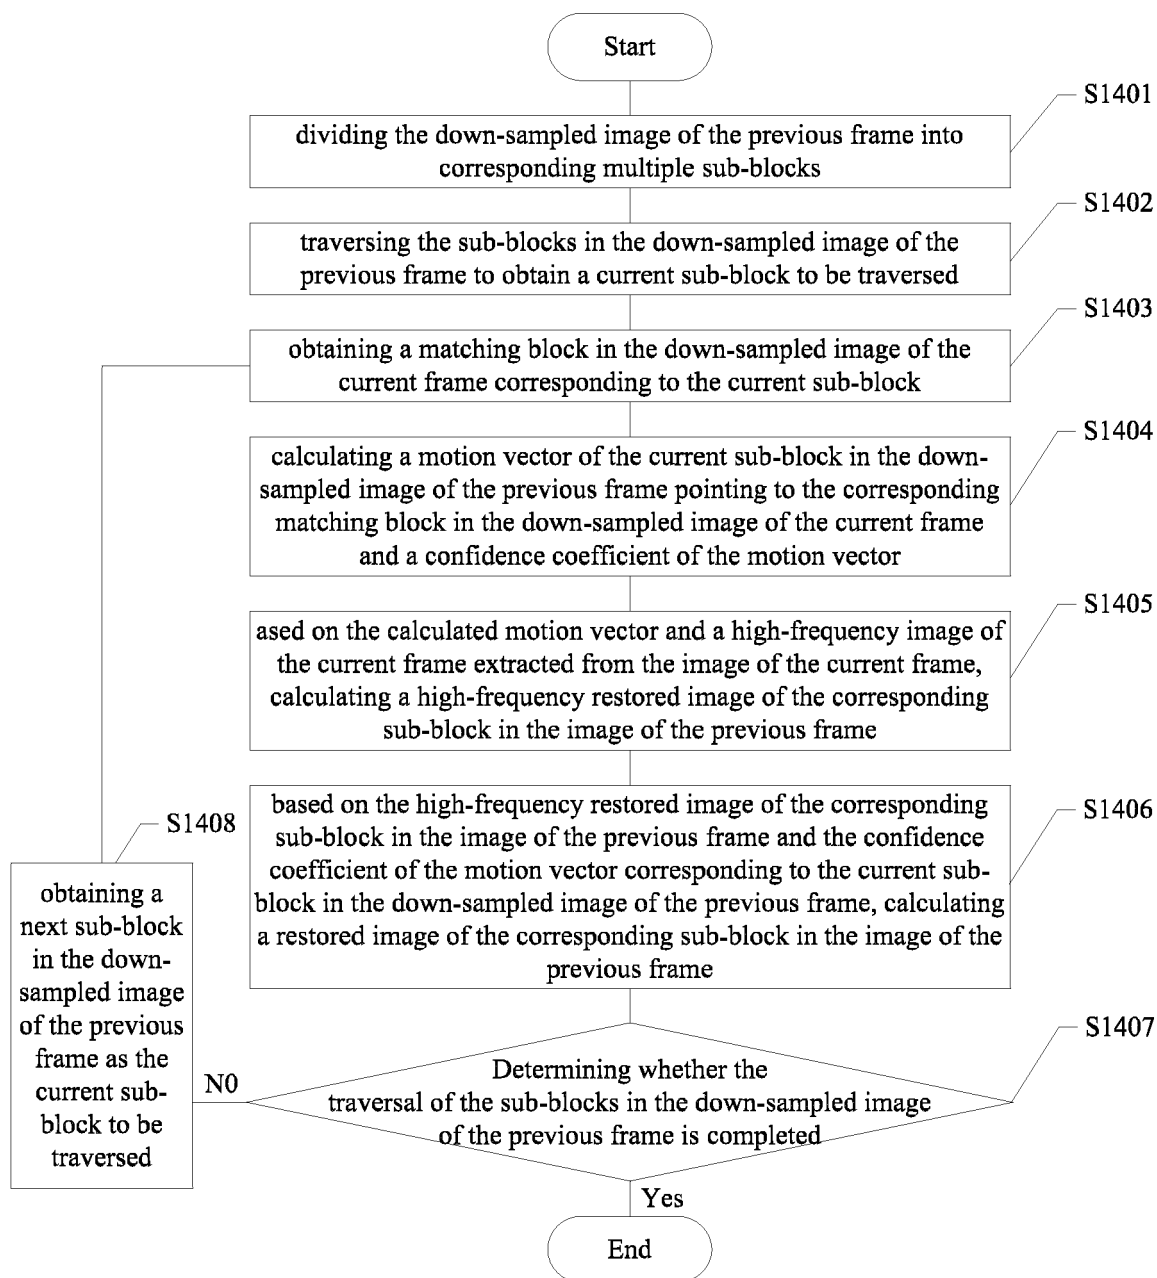 Start
S1401
dividing the down-sampled image of the previous frame into
corresponding multiple sub-blocks
S1402
traversing the sub-blocks in the down-sampled image of the
previous frame to obtain a current sub-block to be traversed
S1403
obtaining a matching block in the down-sampled image of the
current frame corresponding to the current sub-block
S1404
calculating a motion vector of the current sub-block in the down-
sampled image of the previous frame pointing to the corresponding
matching block in the down-sampled image of the current frame
and a confidence coefficient of the motion vector
S1405
ased on the calculated motion vector and a high-frequency image of
the current frame extracted from the image of the current frame,
calculating a high-frequency restored image of the corresponding
sub-block in the image of the previous frame
S1406
based on the high-frequency restored image of the corresponding
sub-block in the image of the previous frame and the confidence
coefficient of the motion vector corresponding to the current sub-
block in the down-sampled image of the previous frame, calculating
a restored image of the corresponding sub-block in the image of the
previous frame
S1407
Determining whether the
traversal of the sub-blocks in the down-sampled image
of the previous frame is completed
N0
S1408
obtaining a
next sub-block
in the down-
sampled image
of the previous
frame as the
current sub-
block to be
traversed
Yes
End